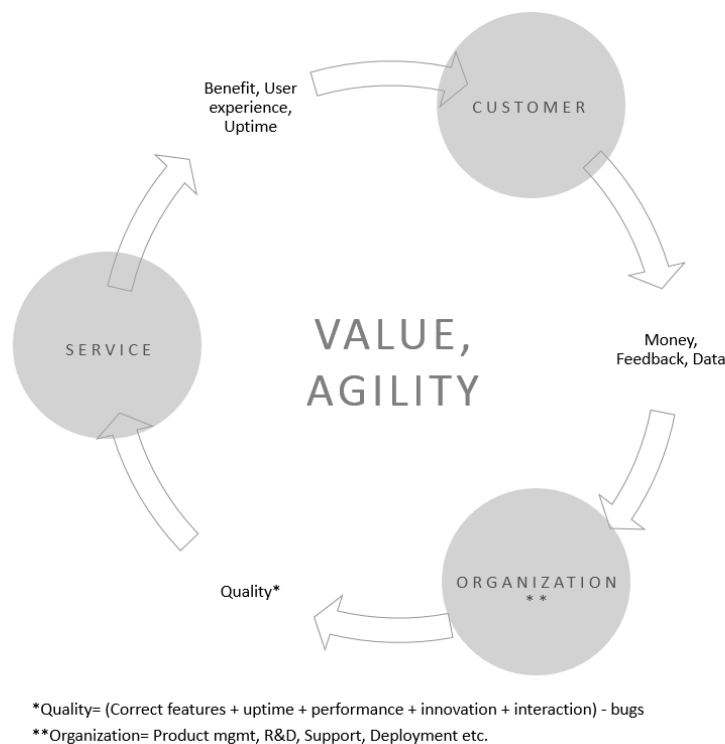 Benefit, User
experience,
Uptime
CUSTOMER
SERVICE
VALUE,
AGILITY
Money,
Feedback, Data
ORGANIZATION
**
Quality*
*Quality= (Correct features + uptime + performance + innovation + interaction) - bugs
**Organization= Product mgmt, R&D, Support, Deployment etc.